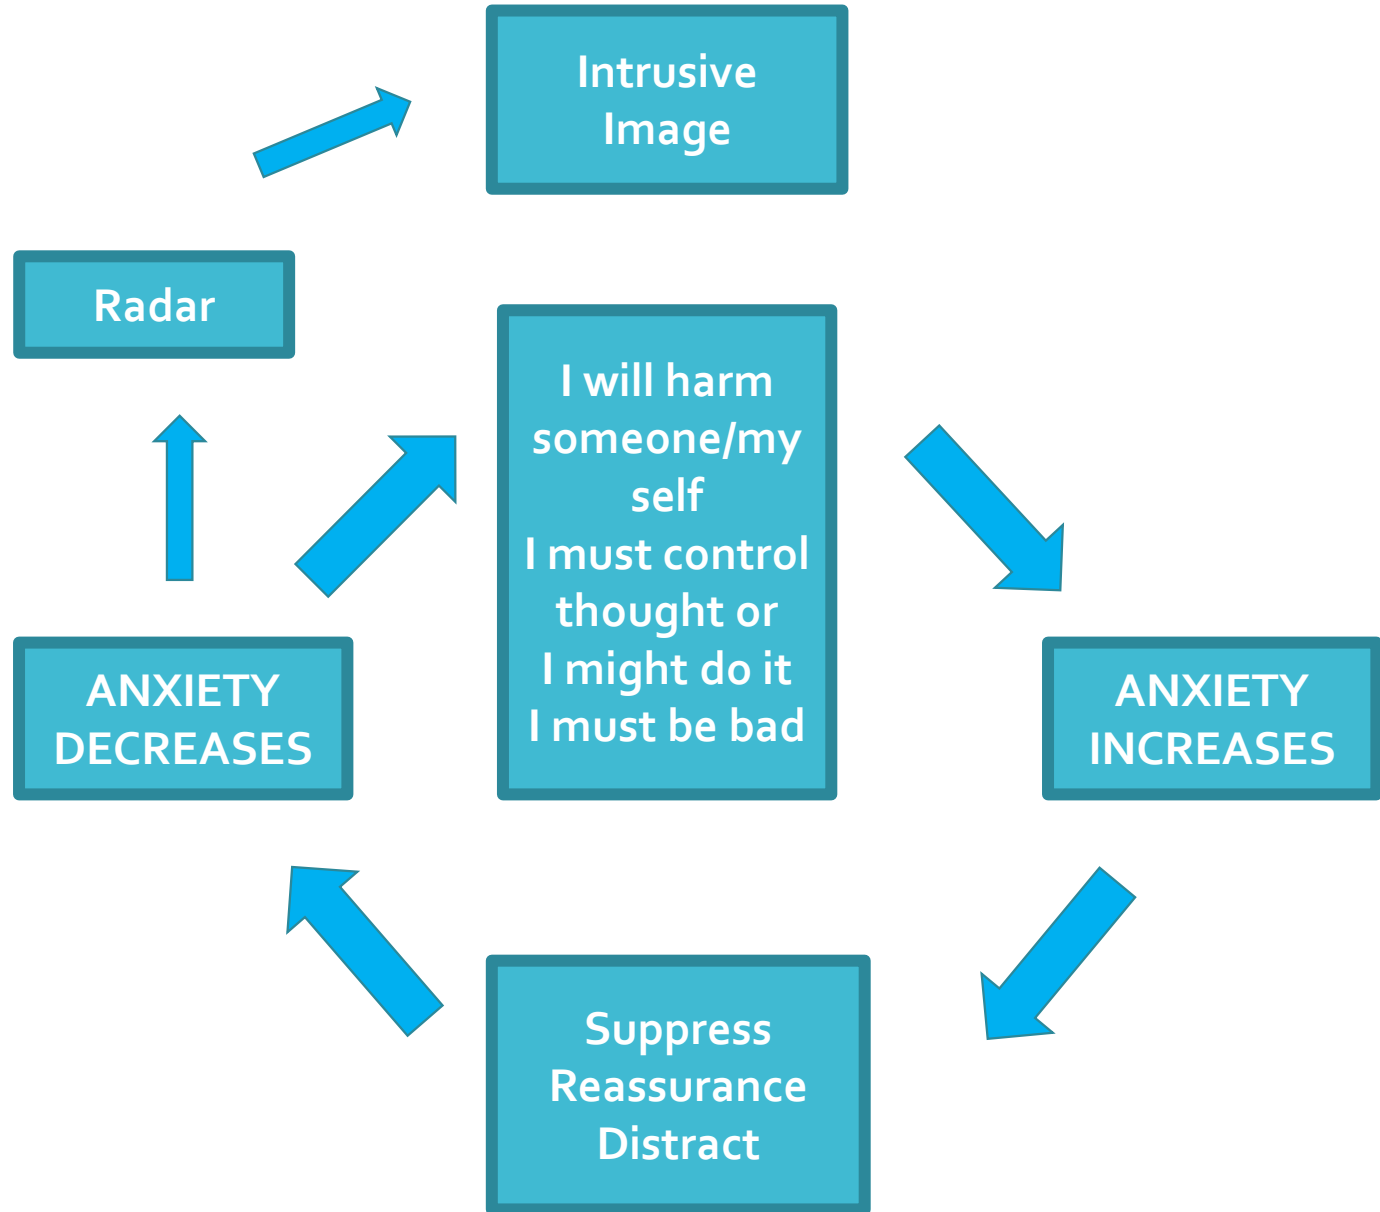 Intrusive
Image
Radar
I will harm
someone/my
self
I must control
thought or
I might do it
I must be bad
ANXIETY
DECREASES
ANXIETY
INCREASES
Suppress
Reassurance
Distract